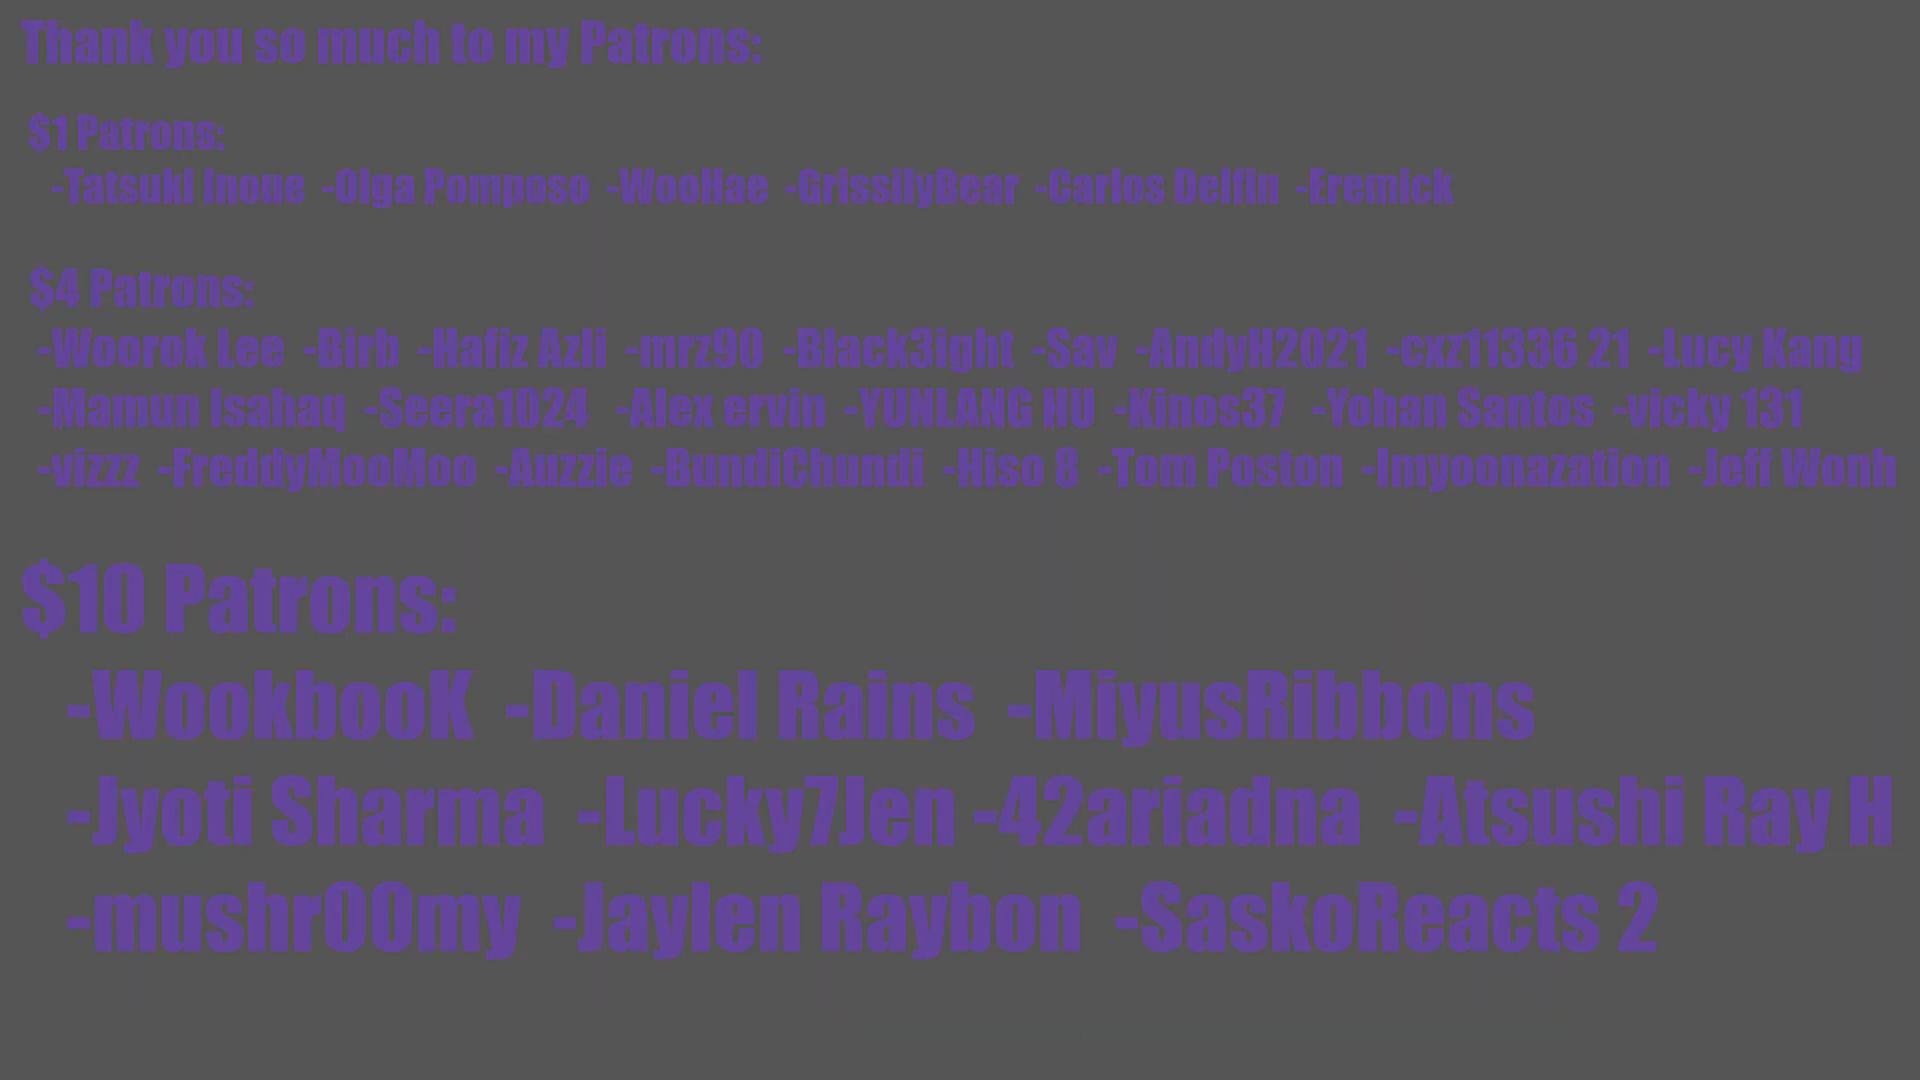 Thank you so much to my Patrons:
$1 Patrons:
-Tatsuki Inoue -Olga Pomposo -WooHae -GrissilyBear -Carlos Delfin -Eremick
$4 Patrons:
-Woorok Lee -Birb -Hafiz Azli -mrz90 -Black3ight -Sav -AndyH2021 -cxz11336 21 -Lucy Kang
-Mamun Isahaq -Seera1024 -Alex ervin -YUNLANG HU -Kinos37 -Yohan Santos -vicky 131
-vizzz -FreddyMooMoo -Auzzie -BundiChundi -Hiso 8 -Tom Poston -Imyoonazation -Jeff Wonh
$10 Patrons:
-WookbooK -Daniel Rains -MiyusRibbons
-Jyoti Sharma -Lucky7Jen -42ariadna -Atsushi Ray H
-mushr00my -Jaylen Raybon -SaskoReacts 2